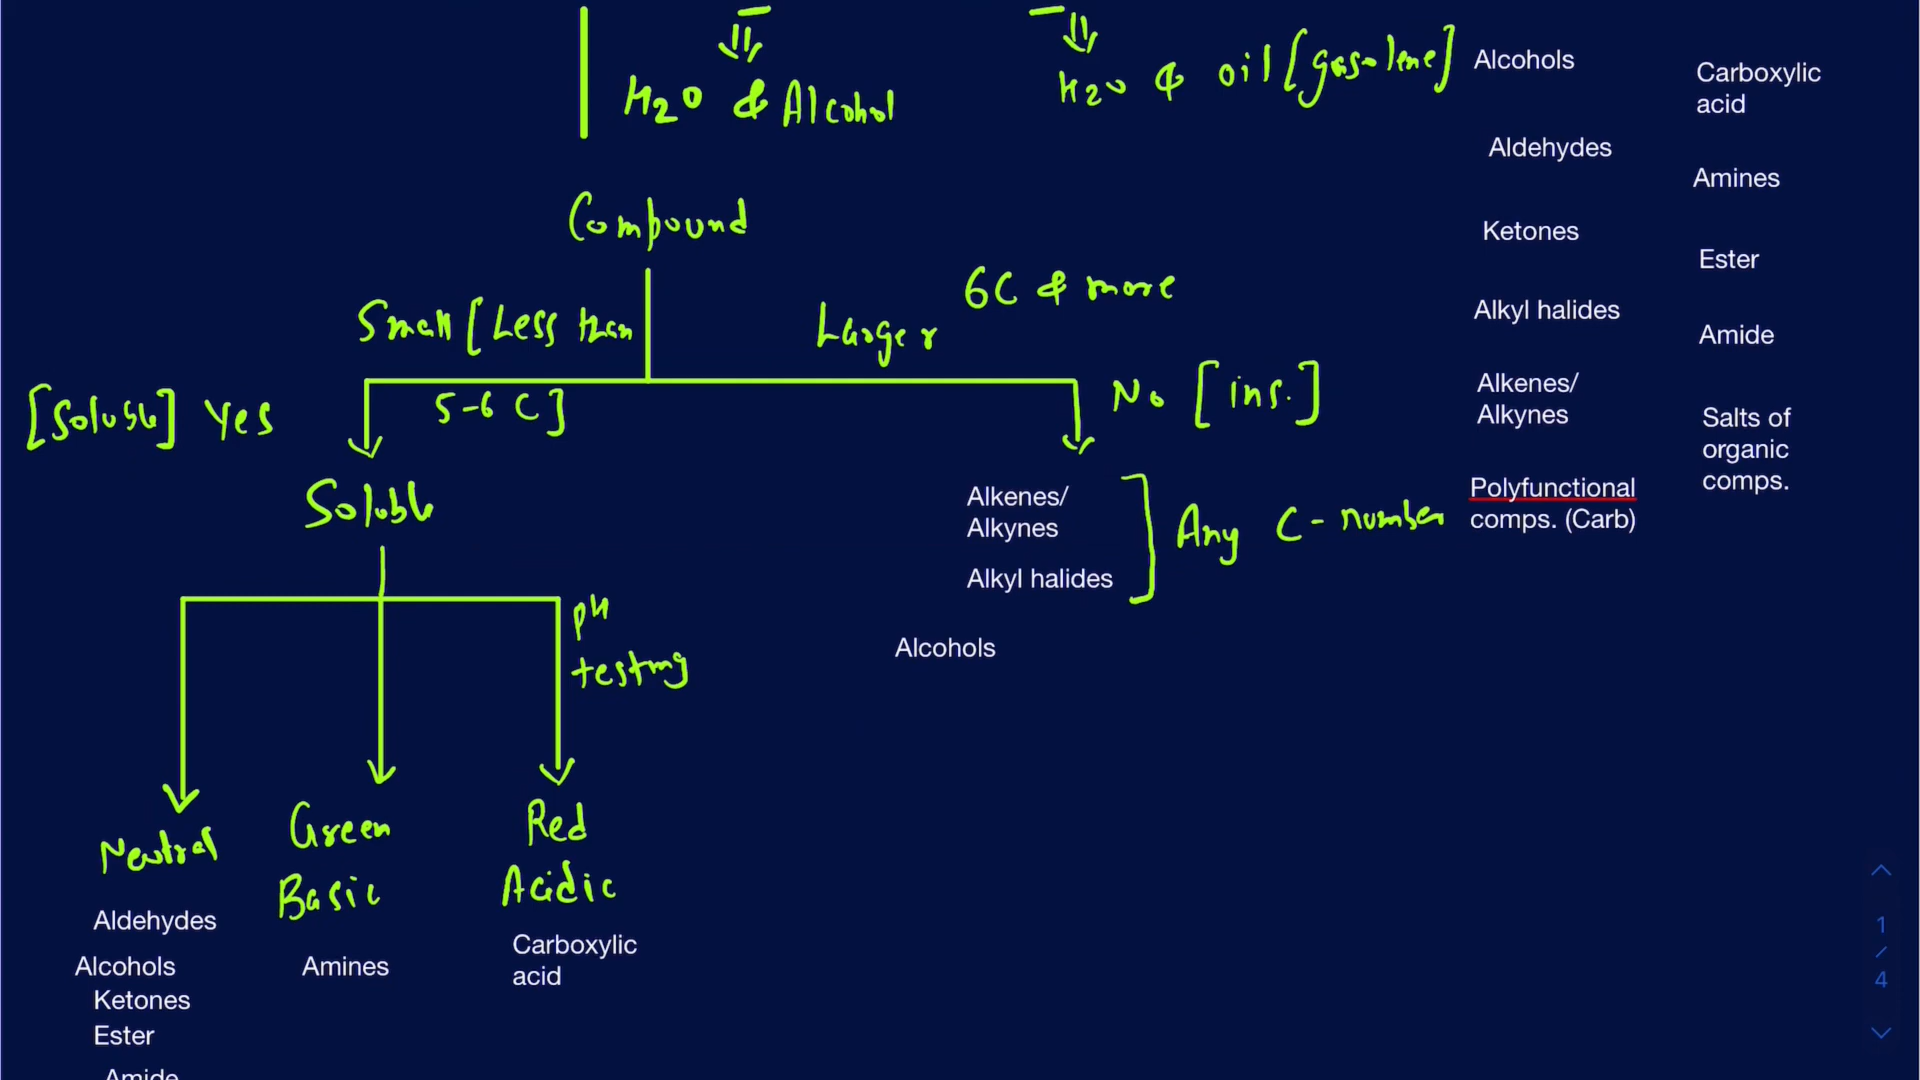 H2O & Alcohol
H2O & oil [gasolene]
Alcohols
Carboxylic
acid
Aldehydes
Amines
Ketones
Ester
Alkyl halides
Amide
Alkenes/
Alkynes
Salts of
organic
comps.
Polyfunctional
comps. (Carb)
Compound
Small [Less than
5-6 C]
Larger
6C & more
[Soluble] Yes
No [ins.]
Soluble
Alkenes/
Alkynes
Alkyl halides
Any C-number
Alcohols
pH
testing
Neutral
Green
Basic
Red
Acidic
Aldehydes
Alcohols
Ketones
Ester
Amide
Amines
Carboxylic
acid
1
/
4